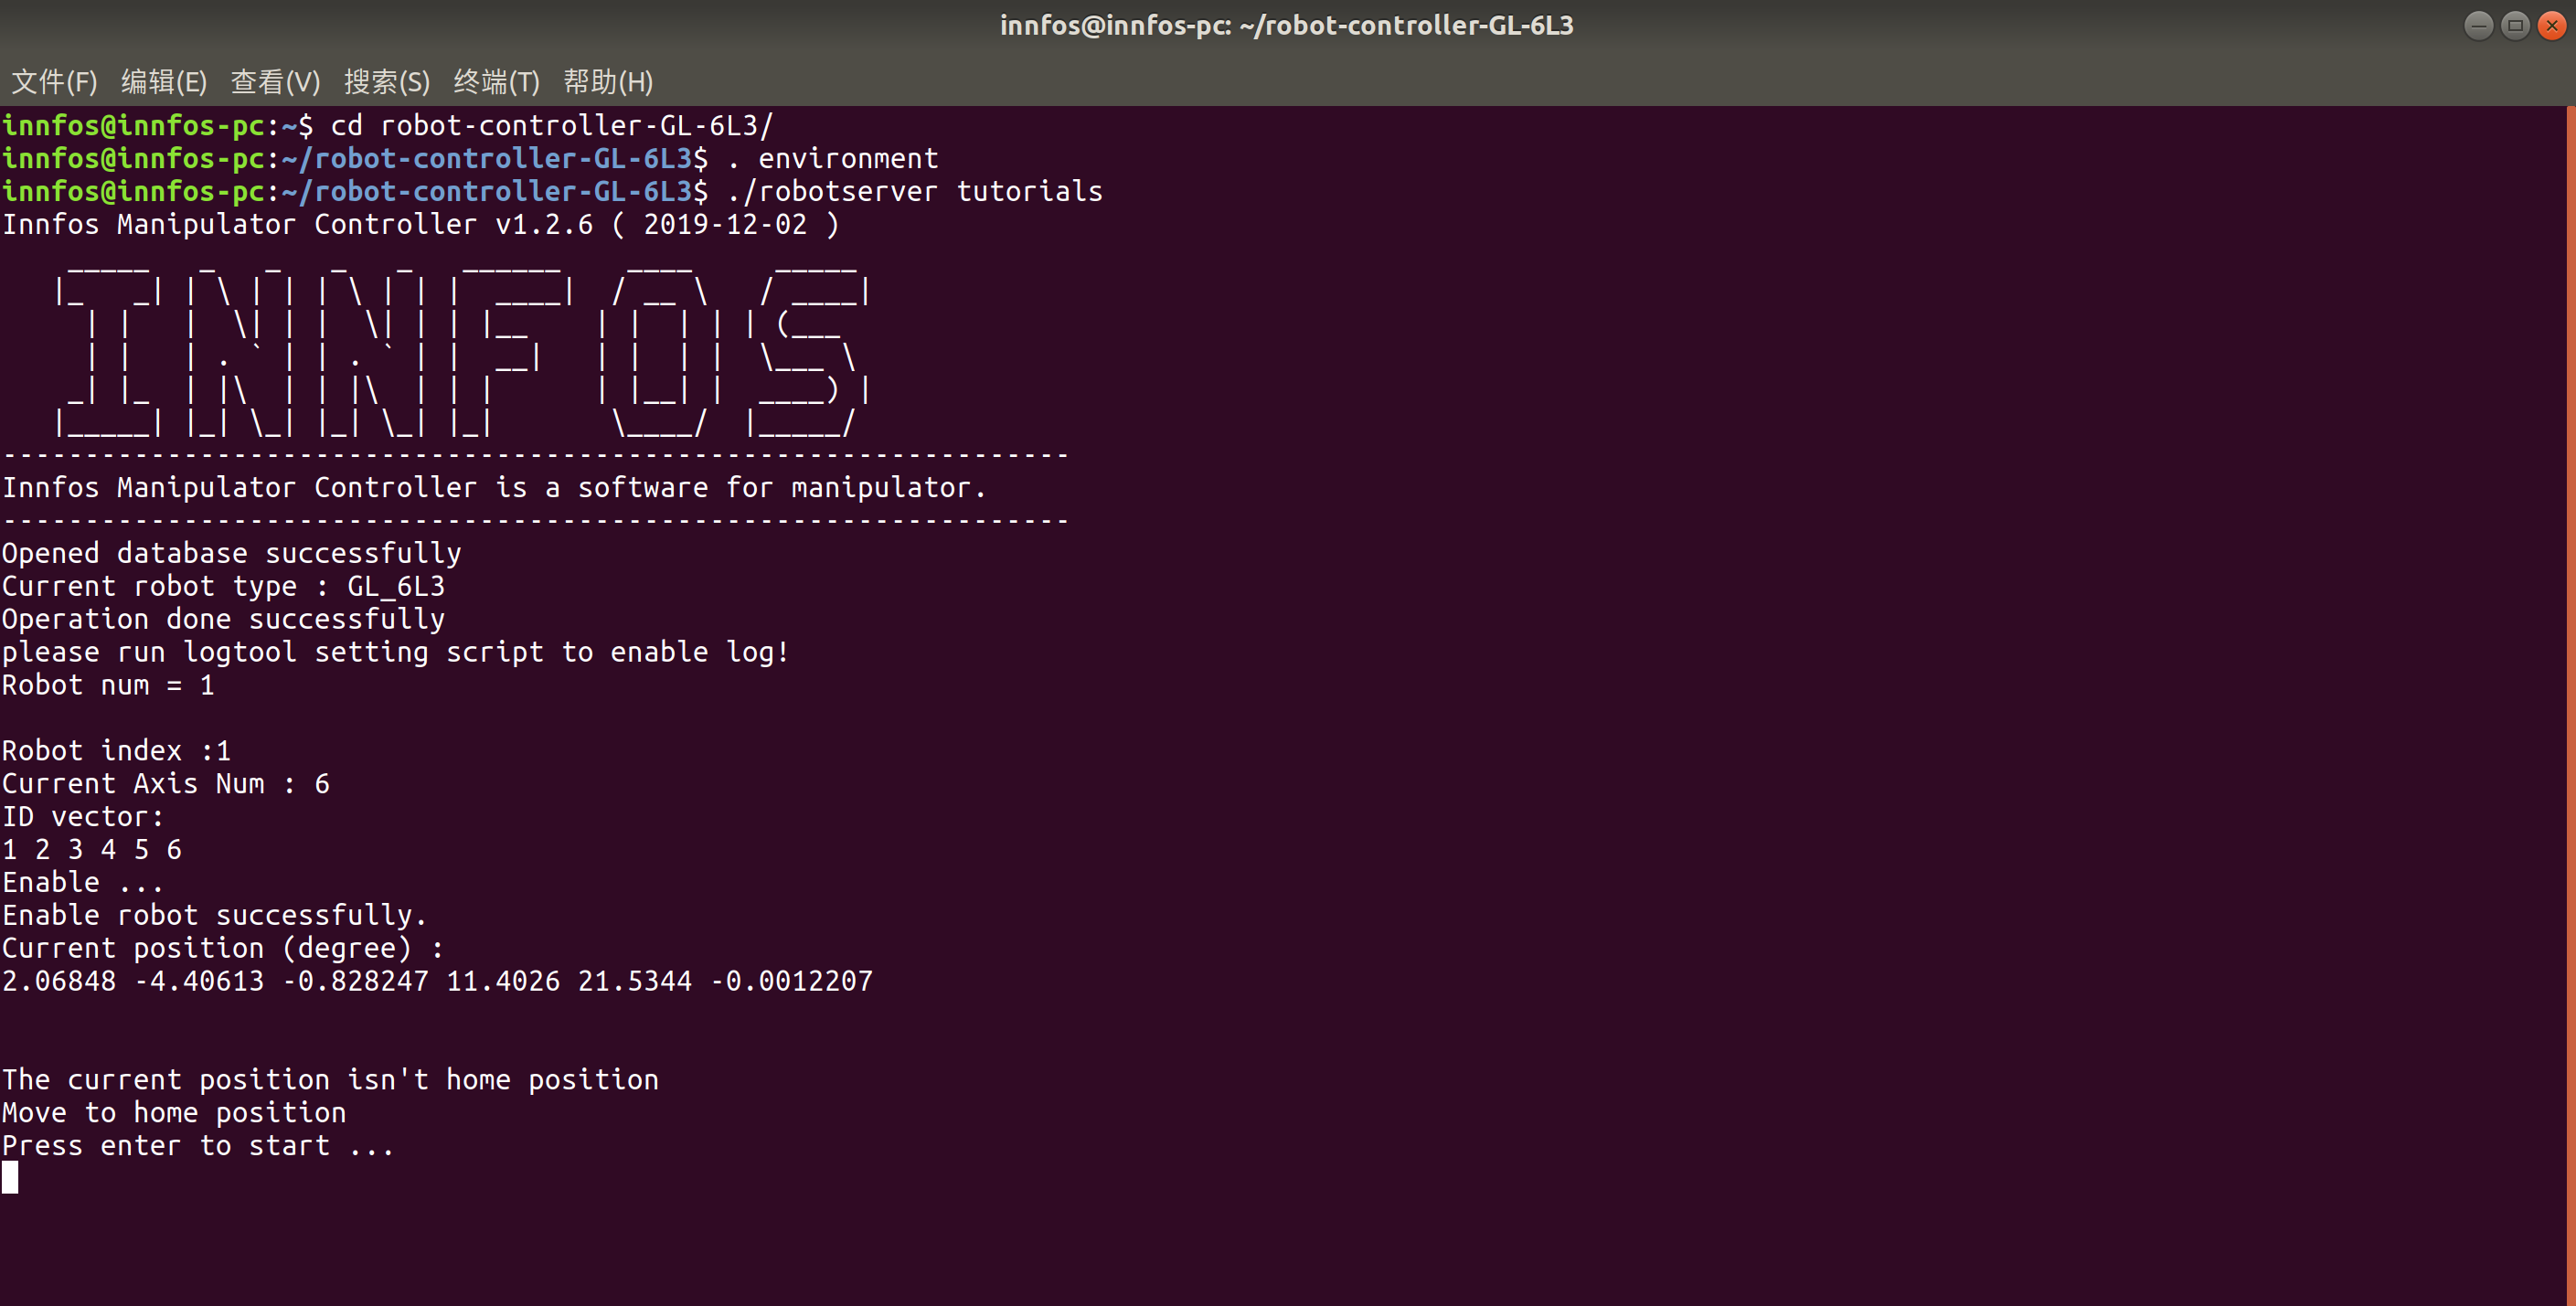 innfos@innfos-pc: ~/robot-controller-GL-6L3
文件(F) 编辑(E) 查看(V) 搜索(S) 终端(T) 帮助(H)
innfos@innfos-pc:~$ cd robot-controller-GL-6L3/
innfos@innfos-pc:~/robot-controller-GL-6L3$ . environment
innfos@innfos-pc:~/robot-controller-GL-6L3$ ./robotserver tutorials
Innfos Manipulator Controller v1.2.6 ( 2019-12-02 )
INNFOS
-----------------------------------------------------------------
Innfos Manipulator Controller is a software for manipulator.
-----------------------------------------------------------------
Opened database successfully
Current robot type : GL_6L3
Operation done successfully
please run logtool setting script to enable log!
Robot num = 1
Robot index :1
Current Axis Num : 6
ID vector:
1 2 3 4 5 6
Enable ...
Enable robot successfully.
Current position (degree) :
2.06848 -4.40613 -0.828247 11.4026 21.5344 -0.0012207
The current position isn't home position
Move to home position
Press enter to start ...